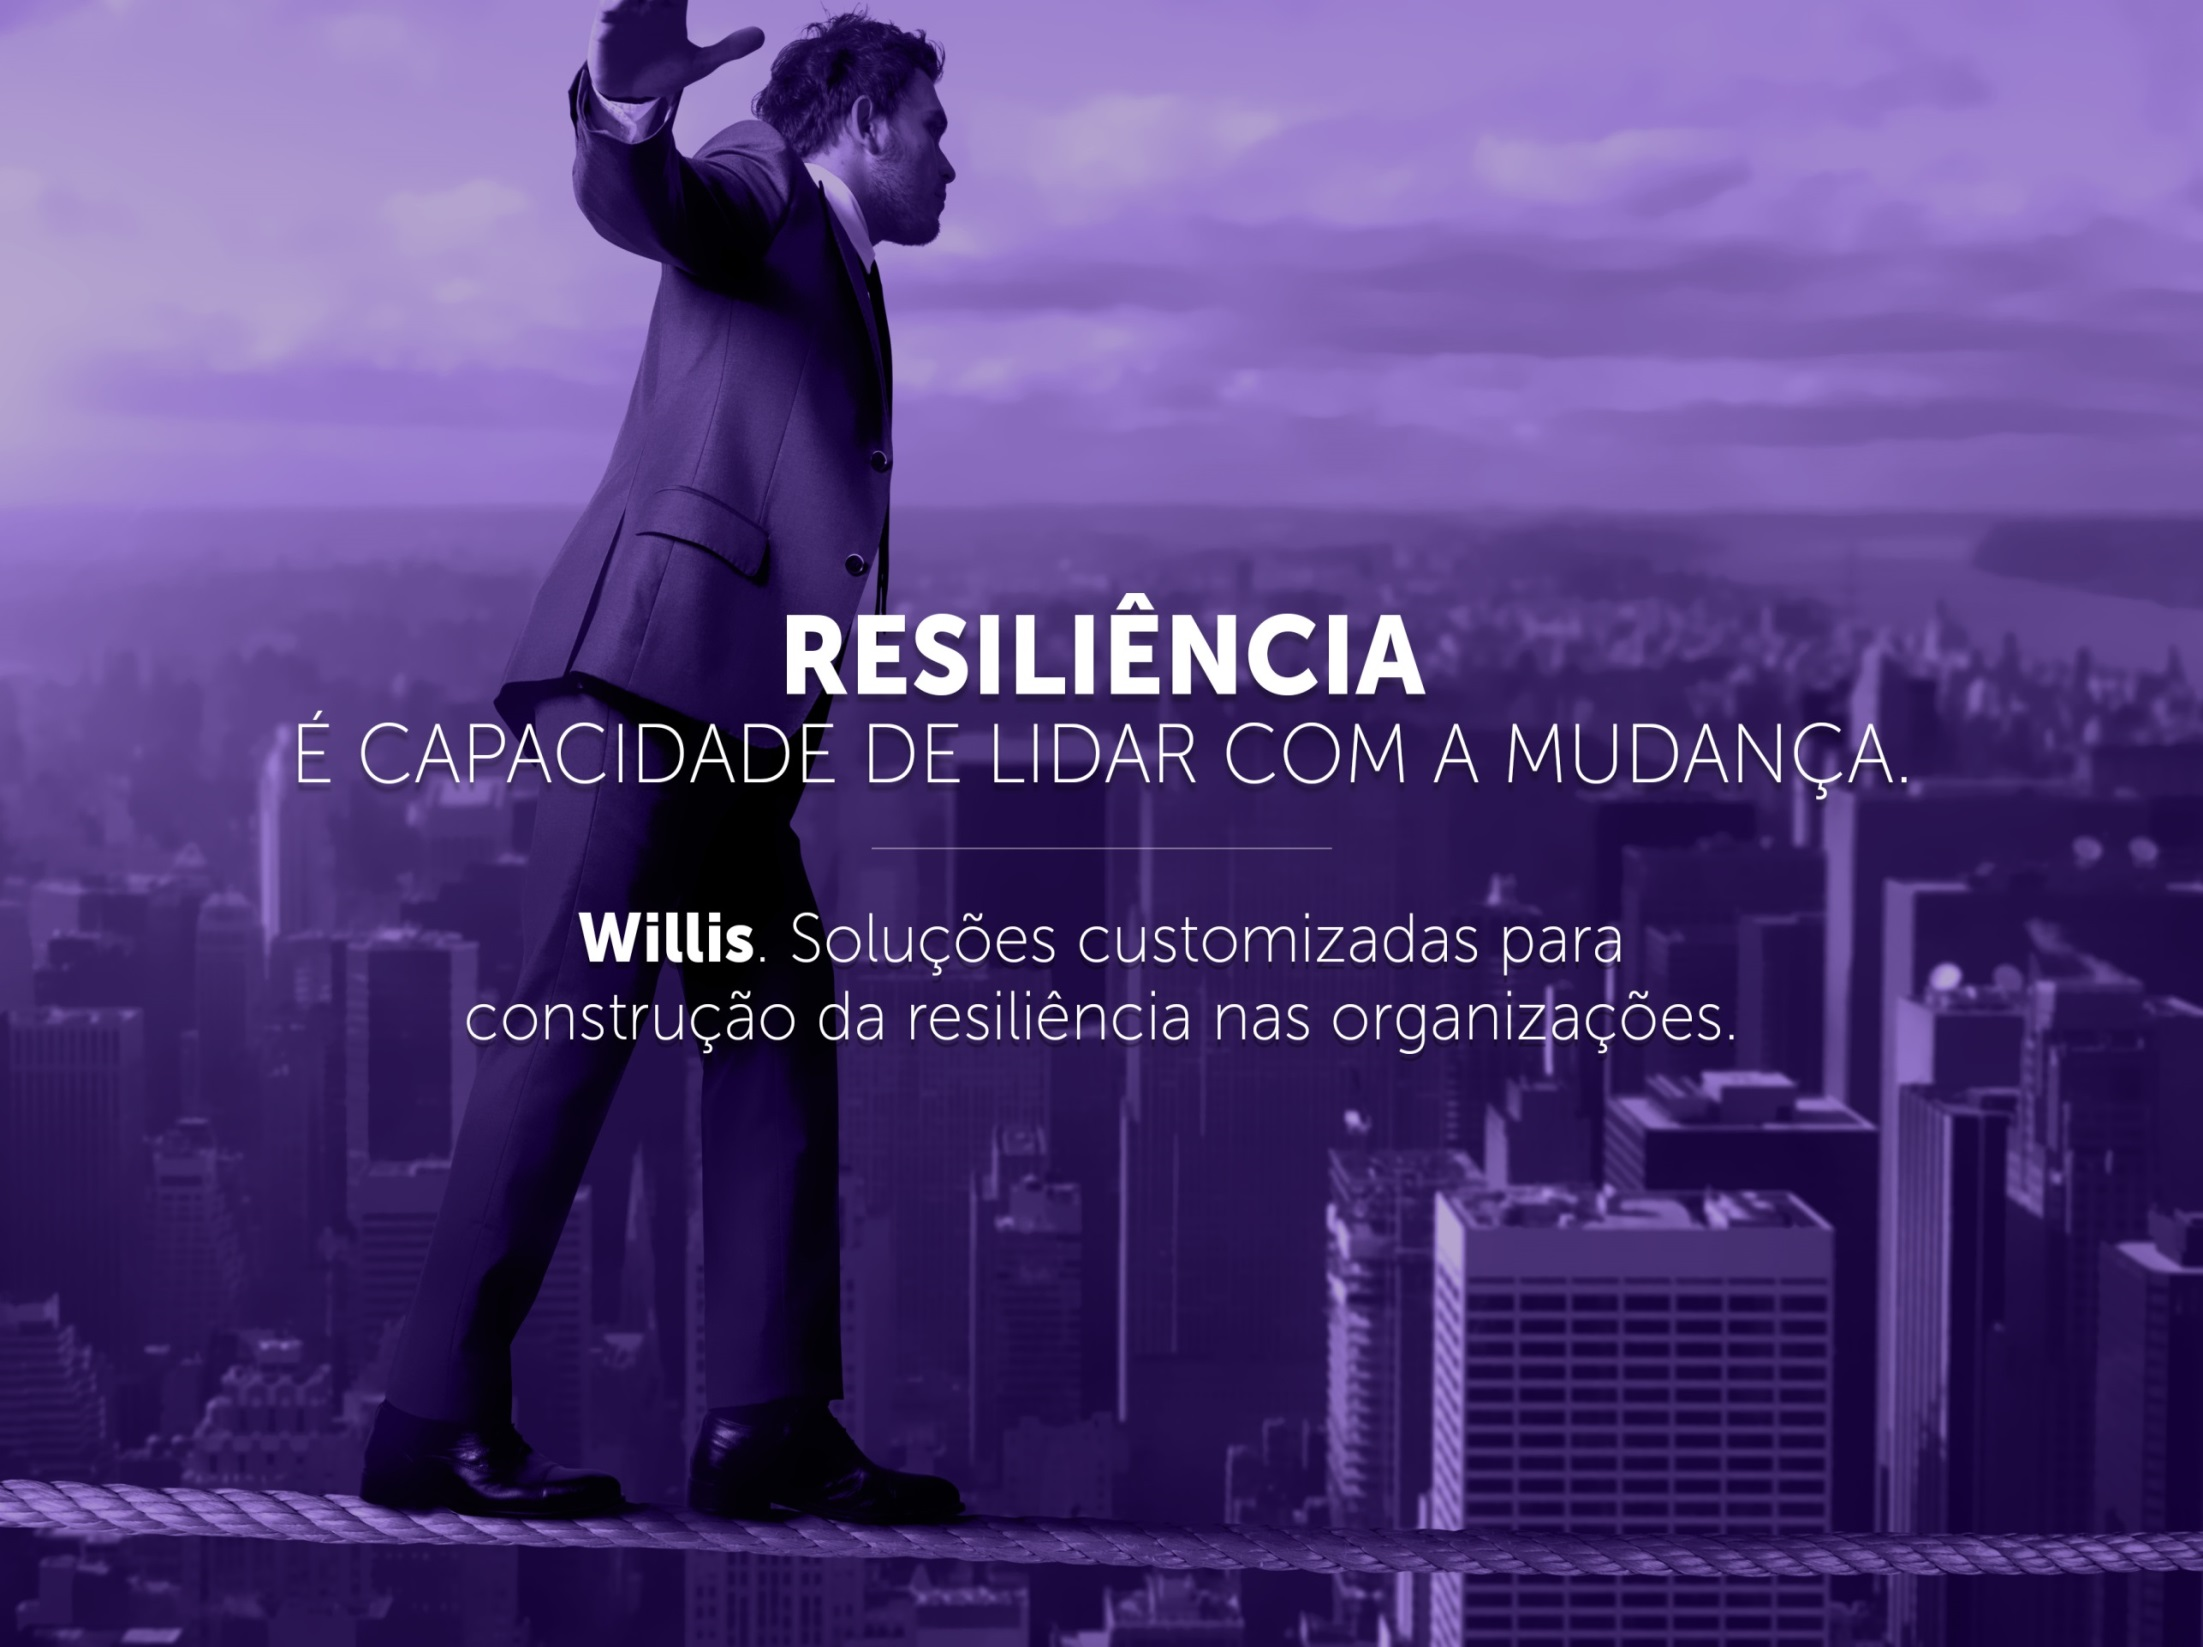 RESILIÊNCIA
É CAPACIDADE DE LIDAR COM A MUDANÇA.
Willis. Soluções customizadas para
construção da resiliência nas organizações.